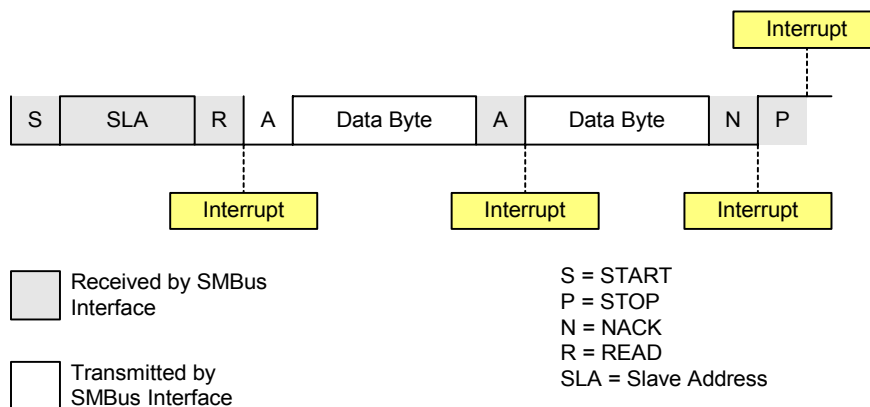 Interrupt
S SLA R A Data Byte A Data Byte N P
Interrupt Interrupt Interrupt
Received by SMBus
Interface
Transmitted by
SMBus Interface
S = START
P = STOP
N = NACK
R = READ
SLA = Slave Address